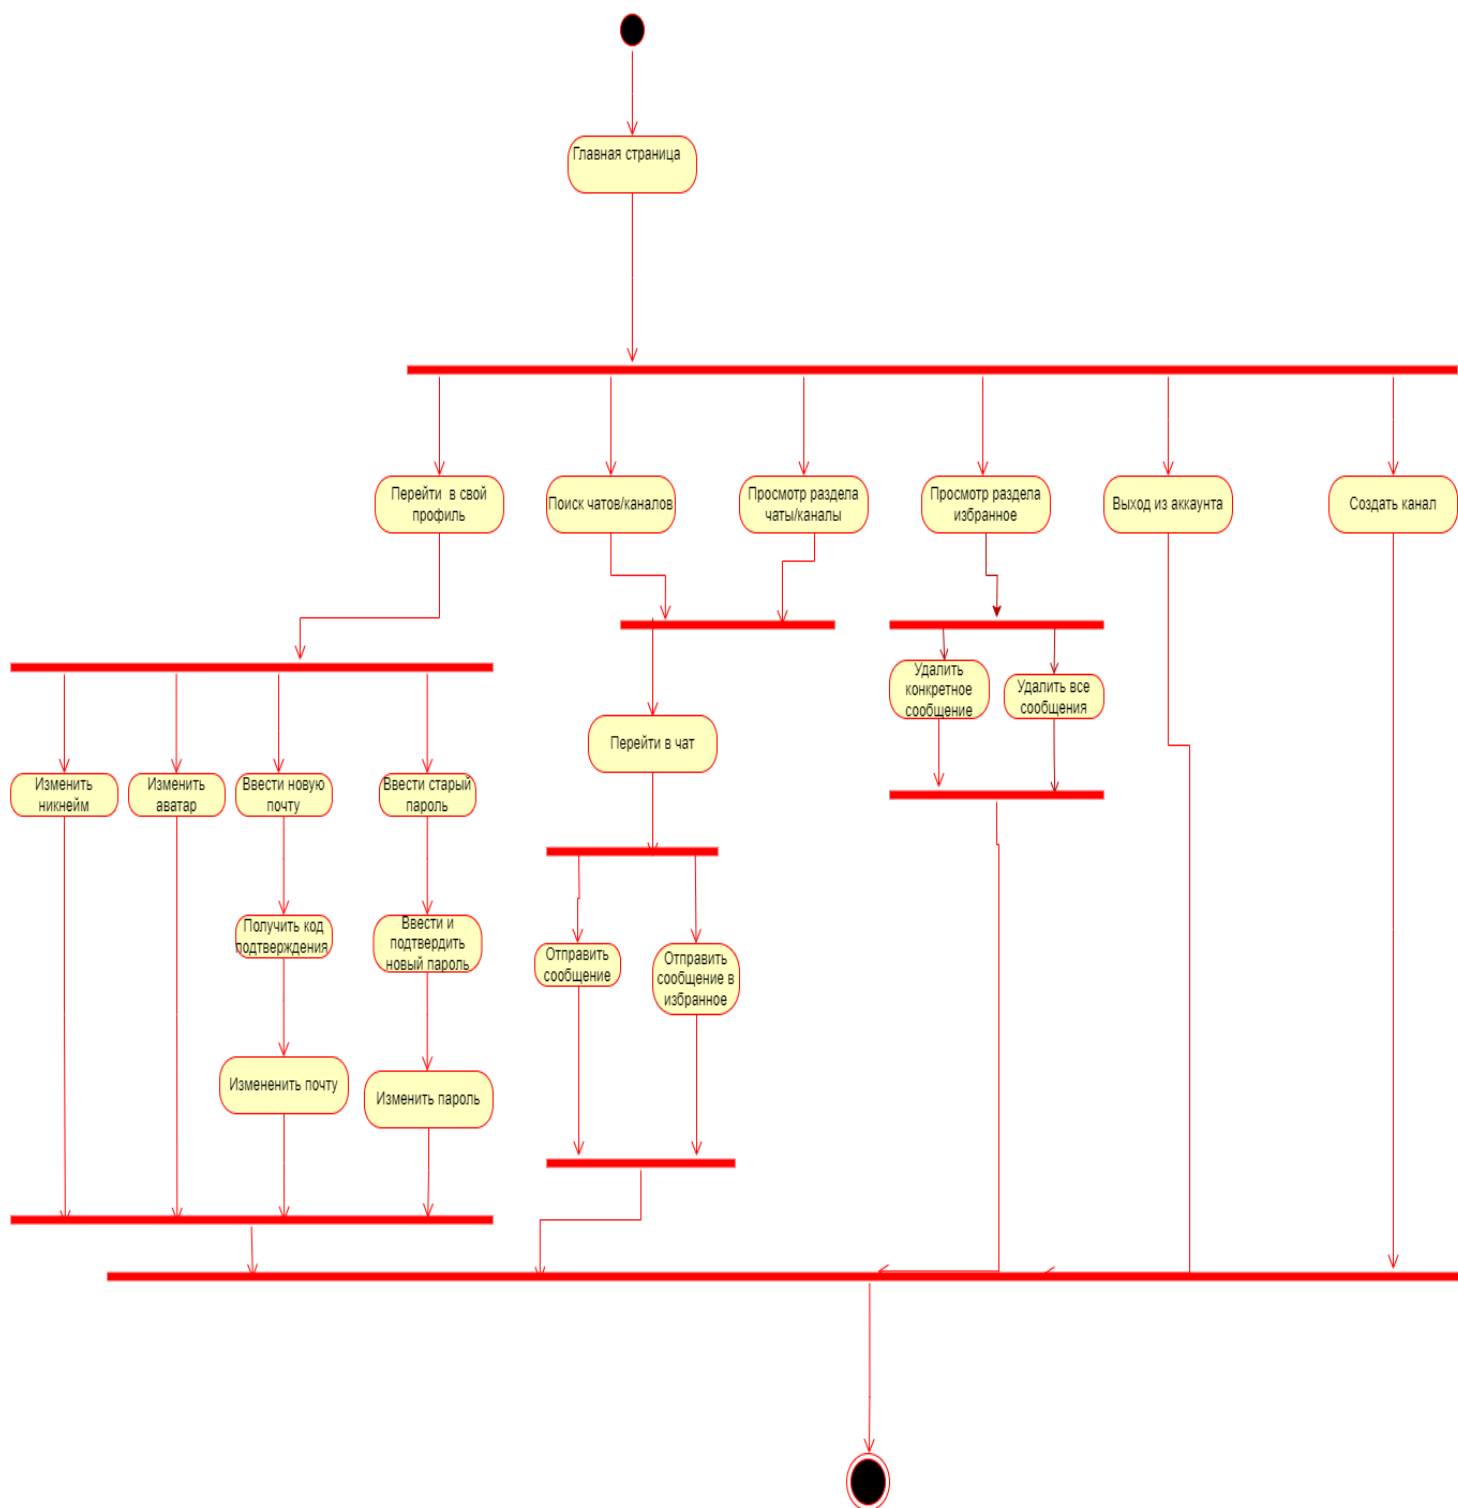 Главная страница
Перейти в свой
профиль
Поиск чатов/каналов
Просмотр раздела
чаты/каналы
Просмотр раздела
избранное
Выход из аккаунта
Создать канал
Удалить
конкретное
сообщение
Удалить все
сообщения
Перейти в чат
Изменить
никнейм
Изменить
аватар
Ввести новую
почту
Ввести старый
пароль
Получить код
подтверждения
Ввести и
подтвердить
новый пароль
Отправить
сообщение
Отправить
сообщение в
избранное
Измененить почту
Изменить пароль